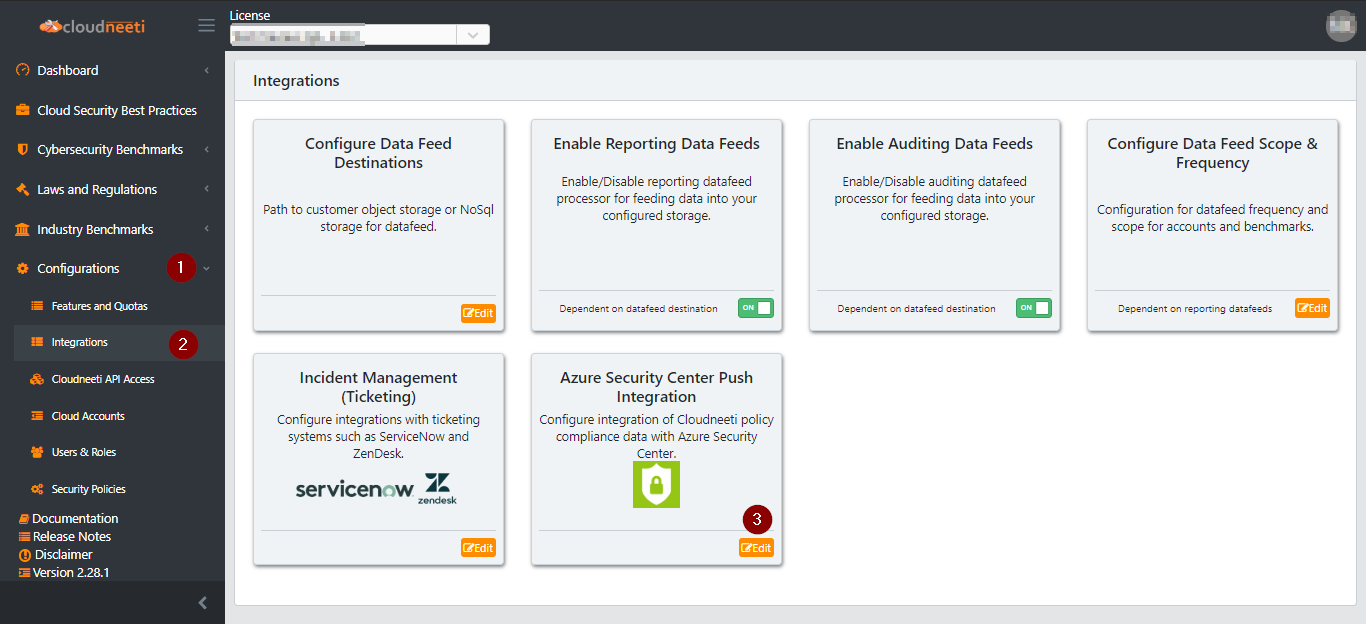 cloudneeti
License
Dashboard
Cloud Security Best Practices
Cybersecurity Benchmarks
Laws and Regulations
Industry Benchmarks
Configurations
1
Features and Quotas
Integrations
2
Cloudneeti API Access
Cloud Accounts
Users & Roles
Security Policies
Documentation
Release Notes
Disclaimer
Version 2.28.1
Integrations
Configure Data Feed
Destinations
Path to customer object storage or NoSql
storage for datafeed.
Edit
Enable Reporting Data Feeds
Enable/Disable reporting datafeed
processor for feeding data into your
configured storage.
Dependent on datafeed destination
ON
Enable Auditing Data Feeds
Enable/Disable auditing datafeed
processor for feeding data into your
configured storage.
Dependent on datafeed destination
ON
Configure Data Feed Scope &
Frequency
Configuration for datafeed frequency and
scope for accounts and benchmarks.
Dependent on reporting datafeeds
Edit
Incident Management
(Ticketing)
Configure integrations with ticketing
systems such as ServiceNow and
ZenDesk.
servicenow
zendesk
Edit
Azure Security Center Push
Integration
Configure integration of Cloudneeti policy
compliance data with Azure Security
Center.
3
Edit